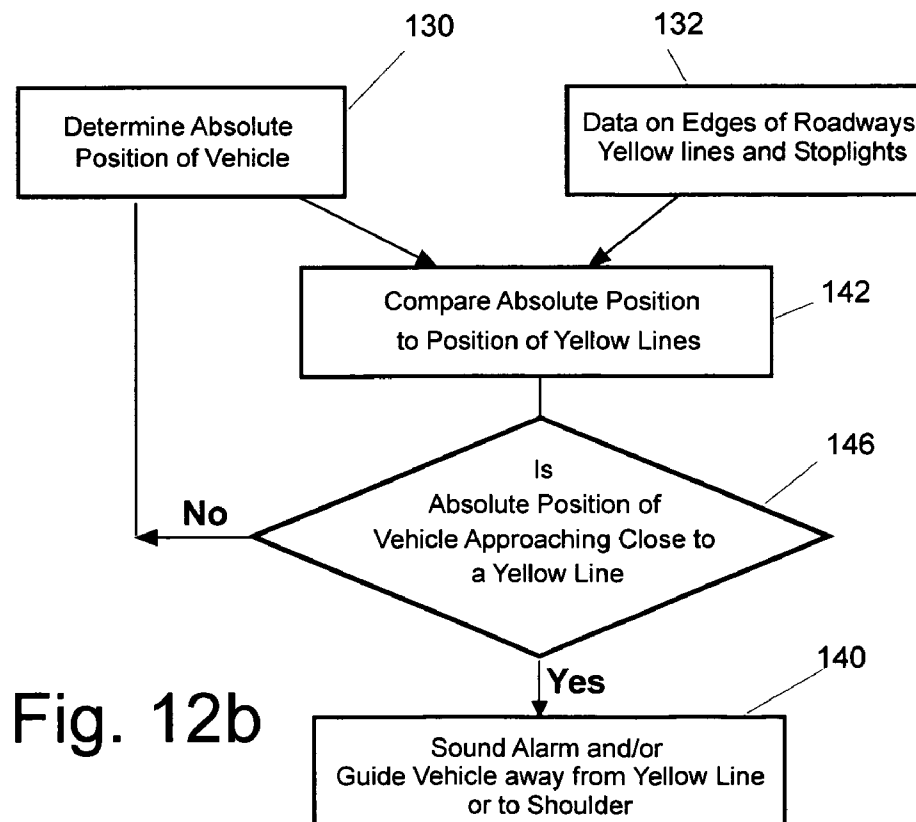 130
132
Determine Absolute
Position of Vehicle
Data on Edges of Roadways
Yellow lines and Stoplights
Compare Absolute Position
to Position of Yellow Lines
142
Is
Absolute Position of
Vehicle Approaching Close to
a Yellow Line
146
No
Yes
140
Fig. 12b
Sound Alarm and/or
Guide Vehicle away from Yellow Line
or to Shoulder